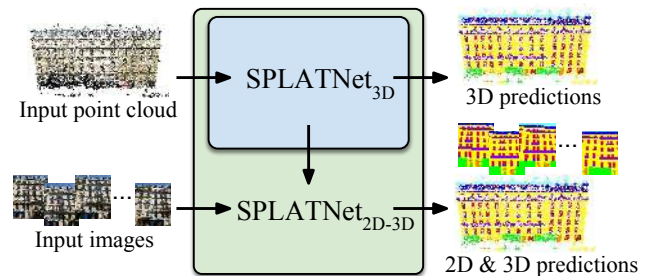 Input point cloud
SPLATNet3D
3D predictions
...
...
Input images
SPLATNet2D-3D
2D & 3D predictions